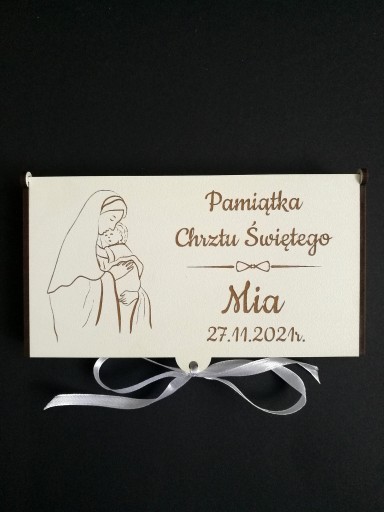 Pamiątka
Chrztu Świętego
Mia
27.11.2021r.